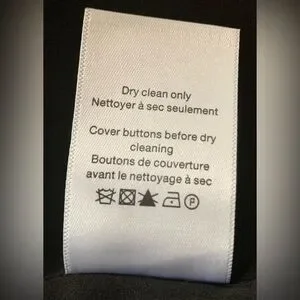 Dry clean only
Nettoyer à sec seulement
Cover buttons before dry
cleaning
Boutons de couverture
avant le nettoyage à sec
P